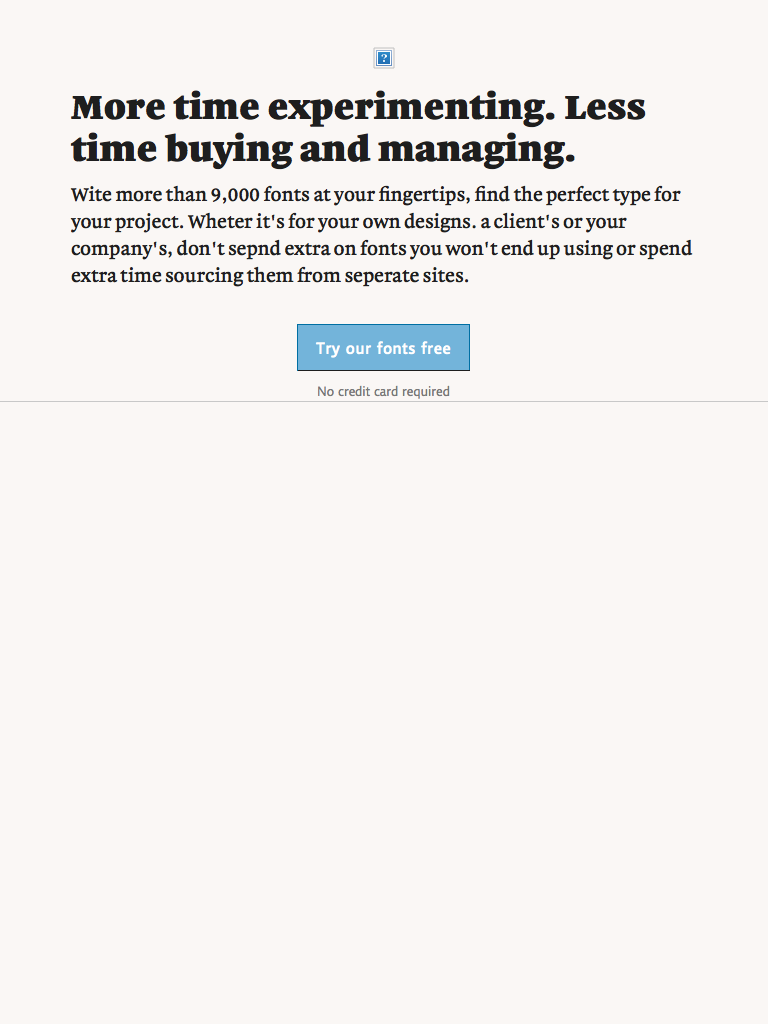 More time experimenting. Less
time buying and managing.
Wite more than 9,000 fonts at your fingertips, find the perfect type for
your project. Wheter it's for your own designs. a client's or your
company's, don't sepnd extra on fonts you won't end up using or spend
extra time sourcing them from seperate sites.
Try our fonts free
No credit card required